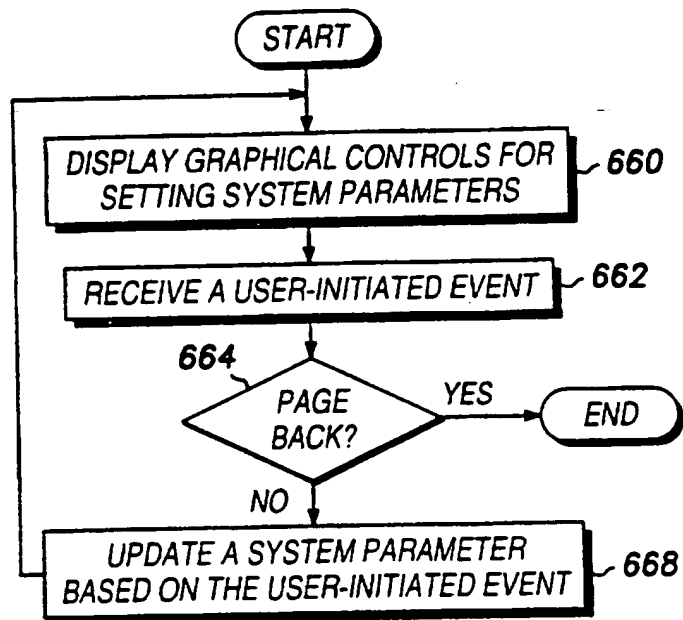 START
DISPLAY GRAPHICAL CONTROLS FOR
SETTING SYSTEM PARAMETERS
660
RECEIVE A USER-INITIATED EVENT
662
664
PAGE
BACK?
YES
END
NO
UPDATE A SYSTEM PARAMETER
BASED ON THE USER-INITIATED EVENT
668